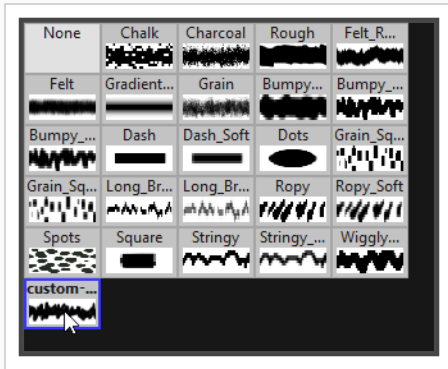 None Chalk Charcoal Rough Felt_R...
Felt Gradient... Grain Bumpy... Bumpy_...
Bumpy_... Dash Dash_Soft Dots Grain_Sq...
Grain_Sq... Long_Br... Long_Br... Ropy Ropy_Soft
Spots Square Stringy Stringy_... Wiggly...
custom-...